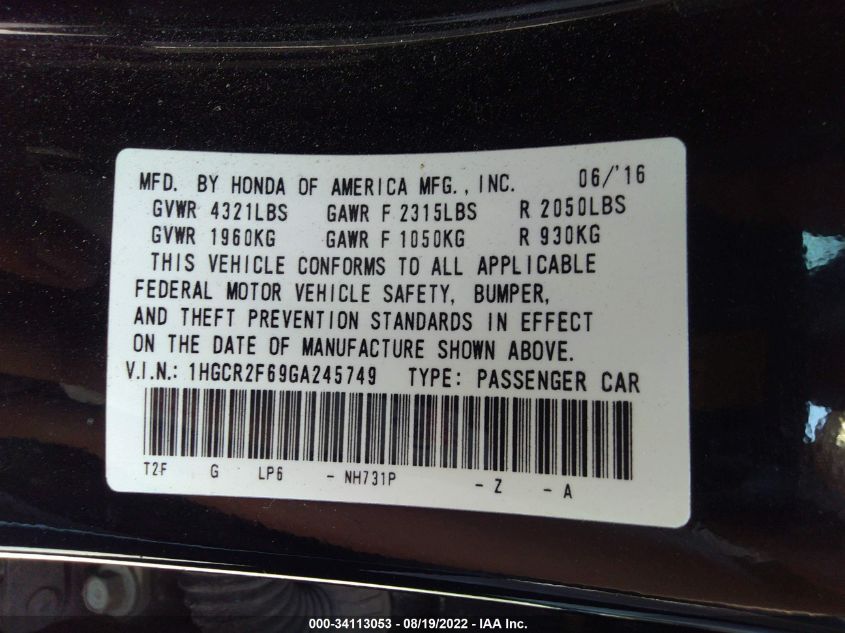 MFD. BY HONDA OF AMERICA MFG., INC. 06/'16
GVWR 4321LBS GAWR F 2315LBS R 2050LBS
GVWR 1960KG GAWR F 1050KG R 930KG
THIS VEHICLE CONFORMS TO ALL APPLICABLE
FEDERAL MOTOR VEHICLE SAFETY, BUMPER,
AND THEFT PREVENTION STANDARDS IN EFFECT
ON THE DATE OF MANUFACTURE SHOWN ABOVE.
V.I.N.: 1HGCR2F69GA245749 TYPE: PASSENGER CAR
T2F G LP6 - NH731P - Z - A
000-34113053 - 08/19/2022 - IAA Inc.